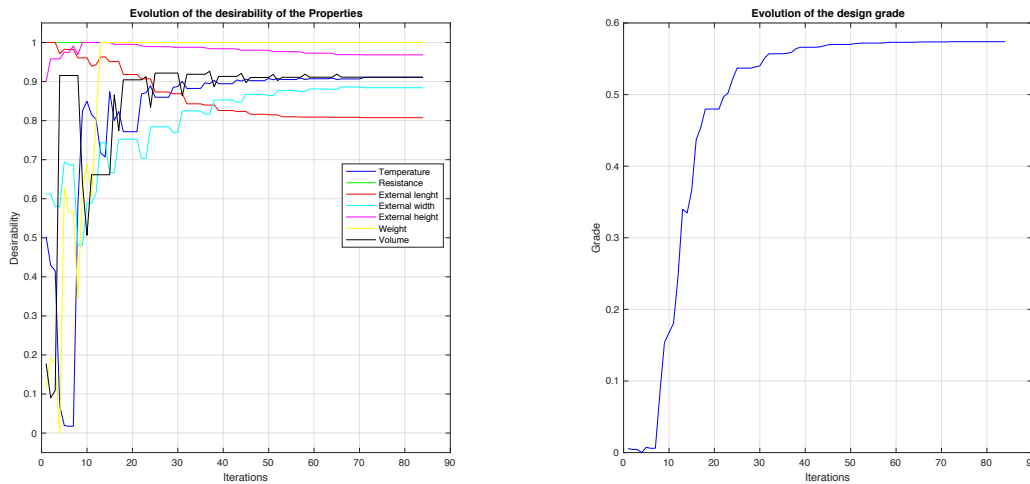 Evolution of the desirability of the Properties
1
0.9
0.8
0.7
0.6
0.5
0.4
0.3
0.2
0.1
0
Desirability
0 10 20 30 40 50 60 70 80 90
Iterations
Temperature
Resistance
External lenght
External width
External height
Weight
Volume
Evolution of the design grade
0.6
0.5
0.4
0.3
0.2
0.1
0
Grade
0 10 20 30 40 50 60 70 80 90
Iterations